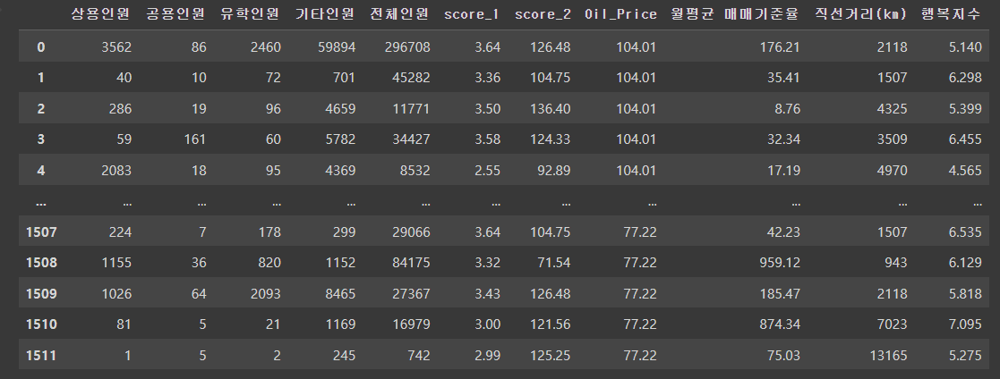 상용인원 공용인원 유학인원 기타인원 전체인원 score_1 score_2 Oil_Price 월평균 매매기준율 직선거리(km) 행복지수
0 3562 86 2460 59894 296708 3.64 126.48 104.01 176.21 2118 5.140
1 40 10 72 701 45282 3.36 104.75 104.01 35.41 1507 6.298
2 286 19 96 4659 11771 3.50 136.40 104.01 8.76 4325 5.399
3 59 161 60 5782 34427 3.58 124.33 104.01 32.34 3509 6.455
4 2083 18 95 4369 8532 2.55 92.89 104.01 17.19 4970 4.565
... ... ... ... ... ... ... ... ... ... ... ...
1507 224 7 178 299 29066 3.64 104.75 77.22 42.23 1507 6.535
1508 1155 36 820 1152 84175 3.32 71.54 77.22 959.12 943 6.129
1509 1026 64 2093 8465 27367 3.43 126.48 77.22 185.47 2118 5.818
1510 81 5 21 1169 16979 3.00 121.56 77.22 874.34 7023 7.095
1511 1 5 2 245 742 2.99 125.25 77.22 75.03 13165 5.275